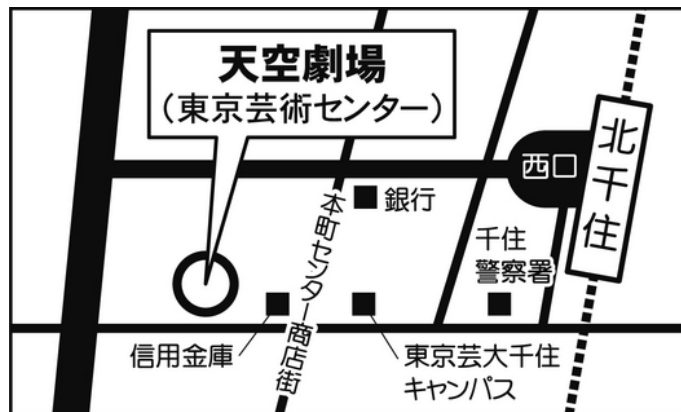 天空劇場
(東京芸術センター)
北千住
西口
銀行
本町センター商店街
千住
警察署
信用金庫
東京芸大千住
キャンパス